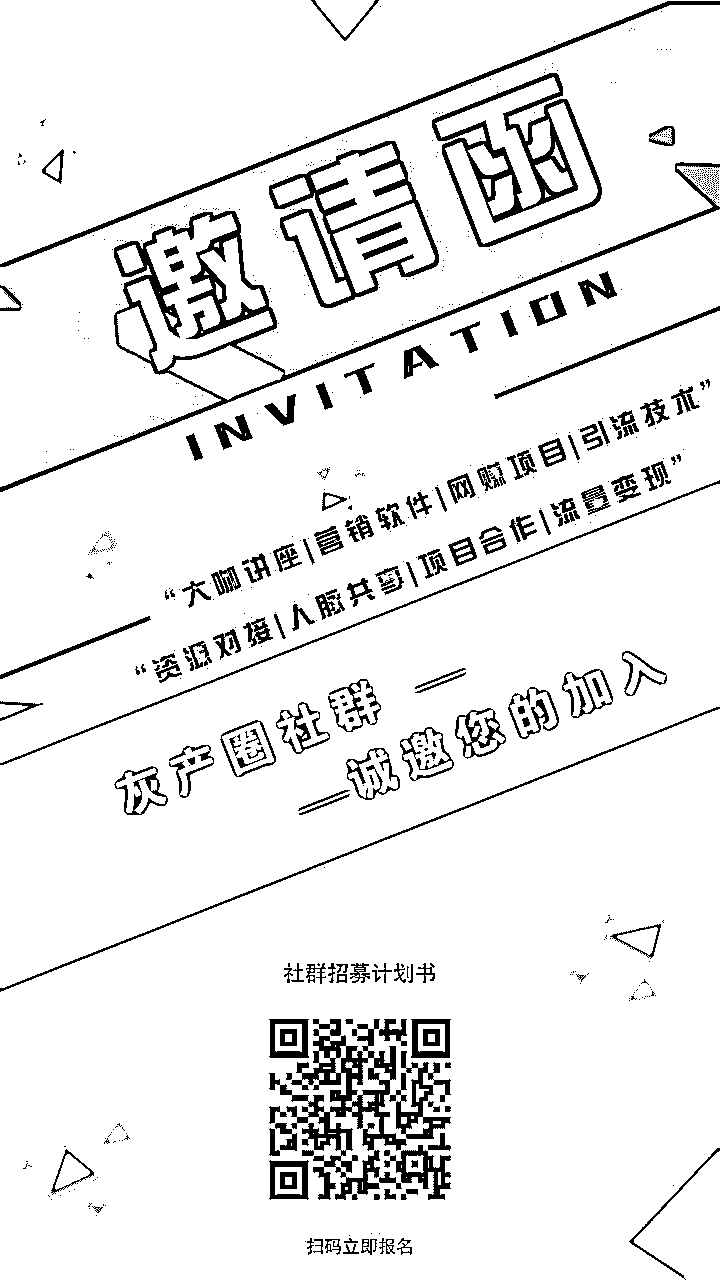 邀请函
INVITATION
“大咖讲座|营销软件|网赚项目|引流技术”
“资源对接|人脉共享|项目合作|流量变现”
灰产圈社群
诚邀您的加入
社群招募计划书
扫码立即报名